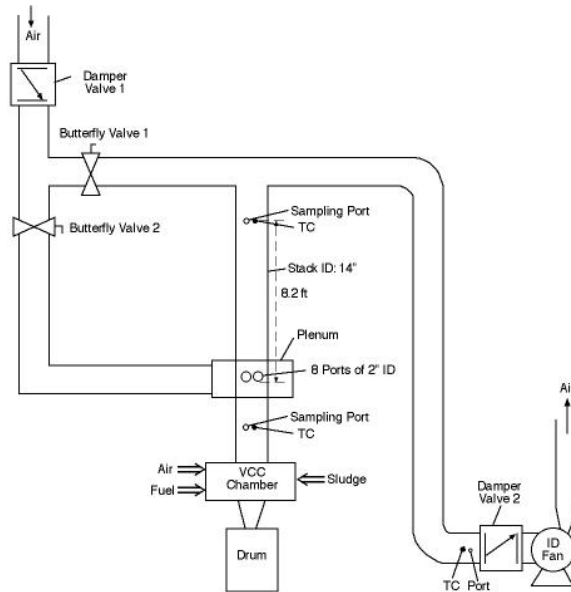 Air
Damper
Valve 1
Butterfly Valve 1
Butterfly Valve 2
Sampling Port
TC
Stack ID: 14"
8.2 ft
Plenum
8 Ports of 2" ID
Sampling Port
TC
Air
Fuel
VCC
Chamber
Sludge
Drum
Air
Damper
Valve 2
ID
Fan
TC Port